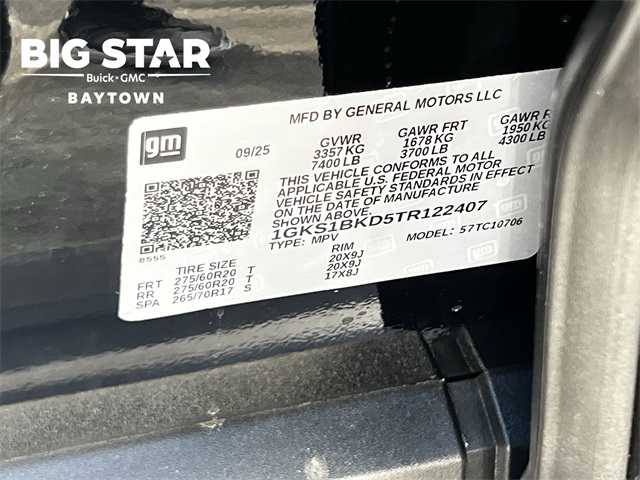 BIG STAR
Buick • GMC
BAYTOWN
MFD BY GENERAL MOTORS LLC
gm
09/25
GVWR
3357 KG
7400 LB
GAWR FRT
1678 KG
3700 LB
GAWR
1950 KG
4300 LB
THIS VEHICLE CONFORMS TO ALL
APPLICABLE U.S. FEDERAL MOTOR
VEHICLE SAFETY STANDARDS IN EFFECT
ON THE DATE OF MANUFACTURE
SHOWN ABOVE.
1GKS1BKD5TR122407
TYPE: MPV
MODEL: 57TC10706
8555
TIRE SIZE
RIM
FRT 275/60R20 T 20X9J
RR 275/60R20 T 20X9J
SPA 265/70R17 S 17X8J